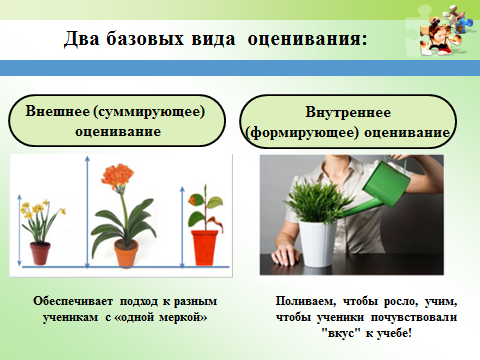 Два базовых вида оценивания:
Внешнее (суммирующее)
оценивание
Внутреннее
(формирующее) оценивание
Обеспечивает подход к разным
ученикам с «одной меркой»
Поливаем, чтобы росло, учим,
чтобы ученики почувствовали
"вкус" к учебе!